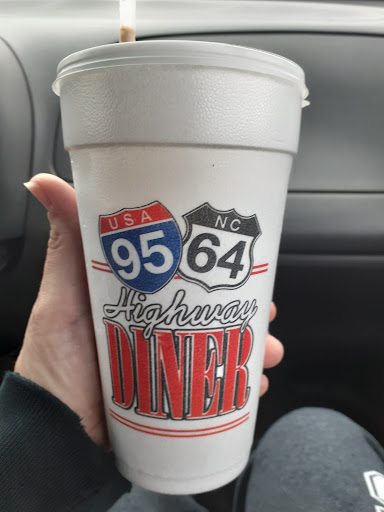 USA
95
NC
64
Highway
DINER